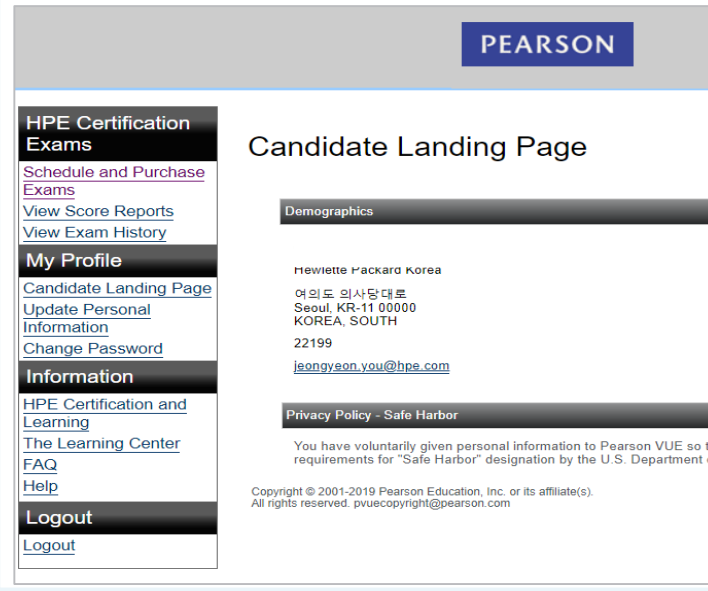 PEARSON
HPE Certification
Exams
Schedule and Purchase
Exams
View Score Reports
View Exam History
My Profile
Candidate Landing Page
Update Personal
Information
Change Password
Information
HPE Certification and
Learning
The Learning Center
FAQ
Help
Logout
Logout
Candidate Landing Page
Demographics
Hewlette Packard Korea
여의도 의사당대로
Seoul, KR-11 00000
KOREA, SOUTH
22199
jeongyeon.you@hpe.com
Privacy Policy - Safe Harbor
You have voluntarily given personal information to Pearson VUE so
requirements for "Safe Harbor" designation by the U.S. Department
Copyright © 2001-2019 Pearson Education, Inc. or its affiliate(s).
All rights reserved. pvuecopyright@pearson.com